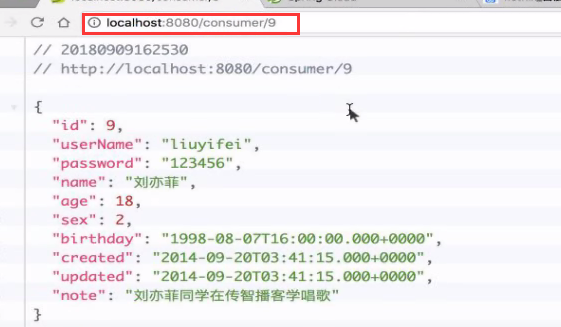 localhost:8080/consumer/9
// 20180909162530
// http://localhost:8080/consumer/9
{
"id": 9,
"userName": "liuyifei",
"password": "123456",
"name": "刘亦菲",
"age": 18,
"sex": 2,
"birthday": "1998-08-07T16:00:00.000+0000",
"created": "2014-09-20T03:41:15.000+0000",
"updated": "2014-09-20T03:41:15.000+0000",
"note": "刘亦菲同学在传智播客学唱歌"
}